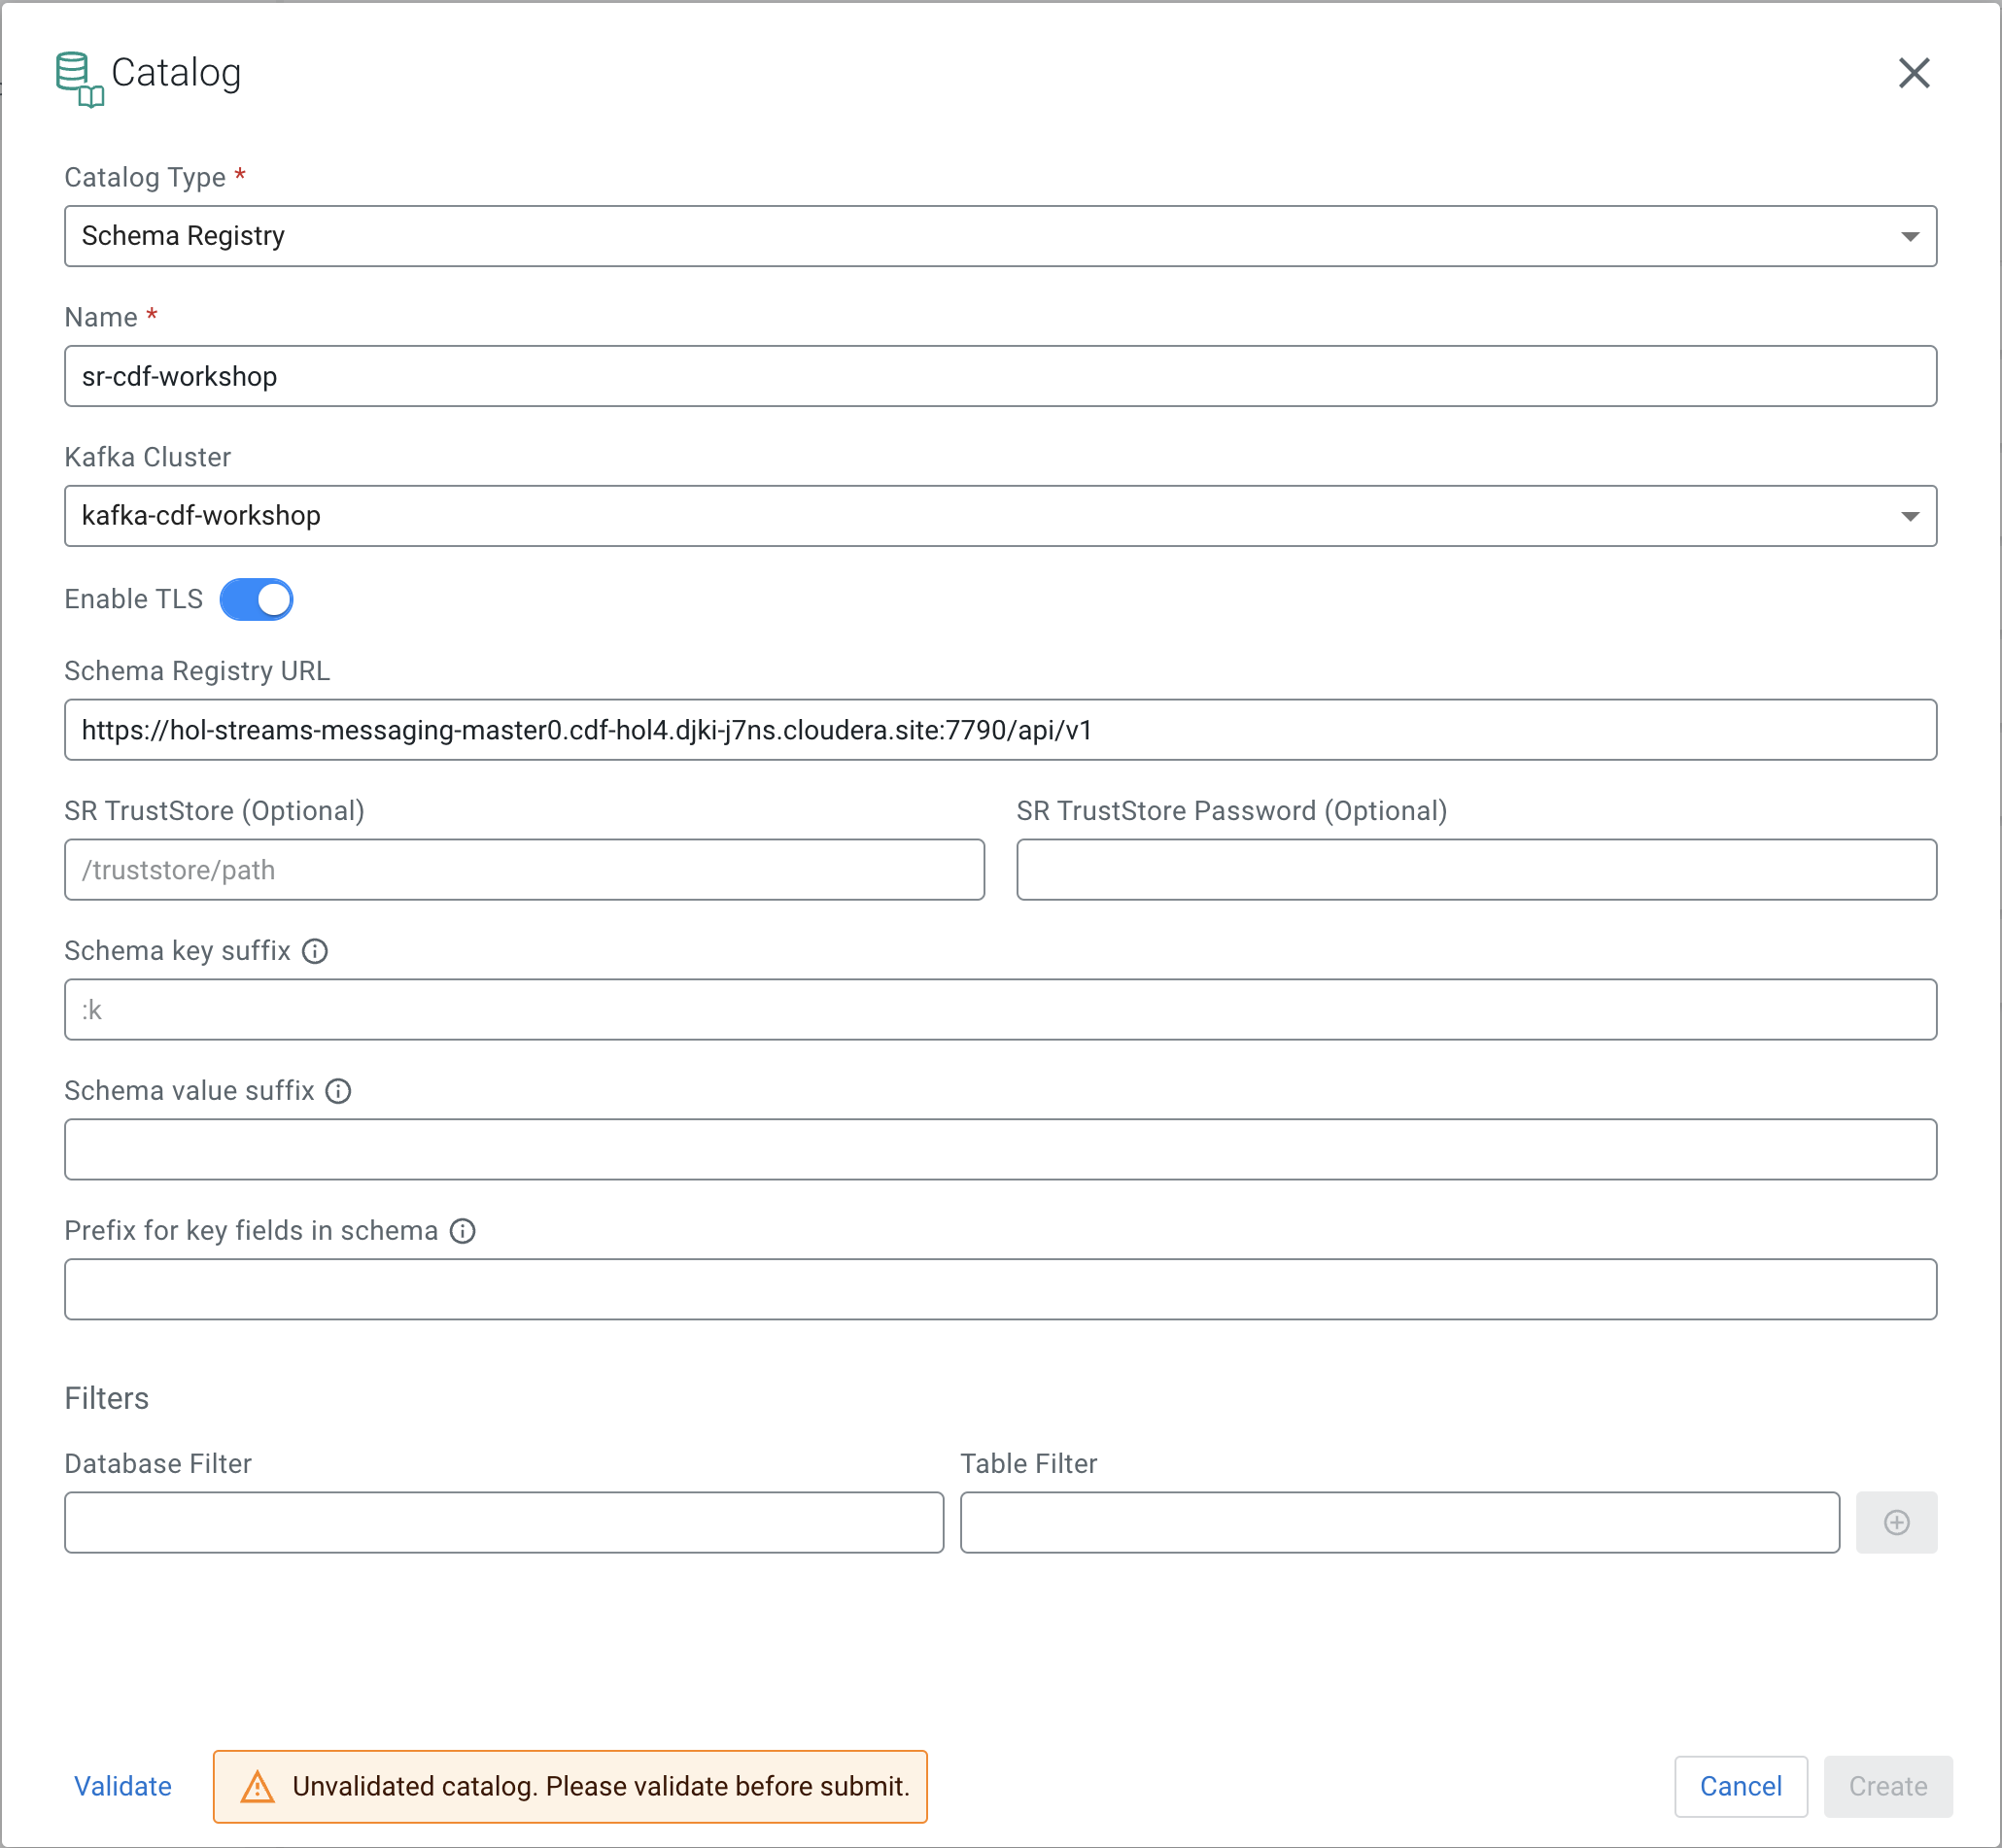 Catalog
Catalog Type *
Schema Registry
Name *
sr-cdf-workshop
Kafka Cluster
kafka-cdf-workshop
Enable TLS
Schema Registry URL
https://hol-streams-messaging-master0.cdf-hol4.djki-j7ns.cloudera.site:7790/api/v1
SR TrustStore (Optional) SR TrustStore Password (Optional)
/truststore/path
Schema key suffix
:k
Schema value suffix
Prefix for key fields in schema
Filters
Database Filter Table Filter
Validate Unvalidated catalog. Please validate before submit. Cancel Create